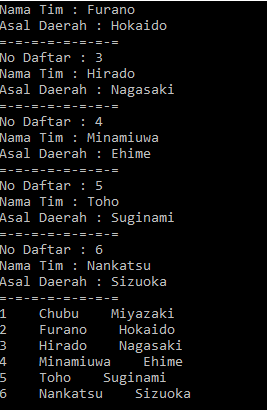 Nama Tim : Furano
Asal Daerah : Hokaido
=-=-=-=-=-=-=-=
No Daftar : 3
Nama Tim : Hirado
Asal Daerah : Nagasaki
=-=-=-=-=-=-=-=
No Daftar : 4
Nama Tim : Minamiuwa
Asal Daerah : Ehime
=-=-=-=-=-=-=-=
No Daftar : 5
Nama Tim : Toho
Asal Daerah : Suginami
=-=-=-=-=-=-=-=
No Daftar : 6
Nama Tim : Nankatsu
Asal Daerah : Sizuoka
=-=-=-=-=-=-=-=
1    Chubu    Miyazaki
2    Furano    Hokaido
3    Hirado    Nagasaki
4    Minamiuwa    Ehime
5    Toho    Suginami
6    Nankatsu    Sizuoka